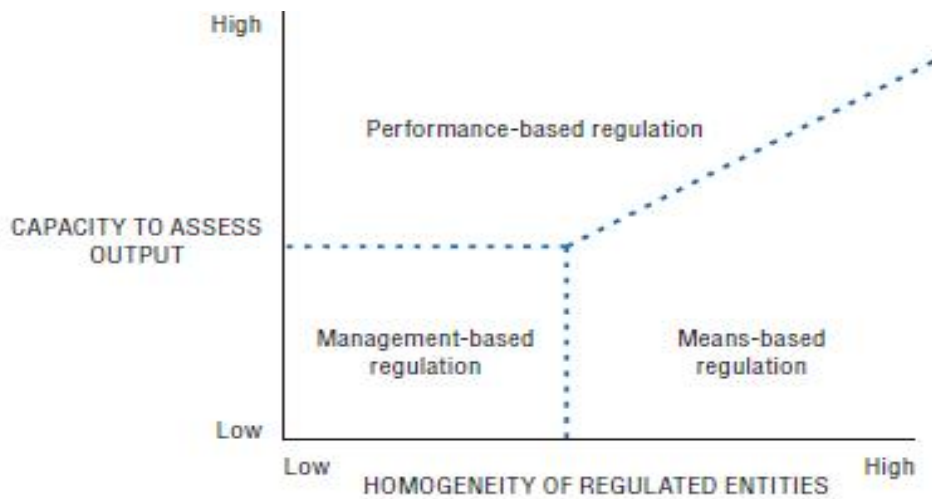 High
Performance-based regulation
CAPACITY TO ASSESS
OUTPUT
Management-based
regulation
Means-based
regulation
Low
Low
High
HOMOGENEITY OF REGULATED ENTITIES